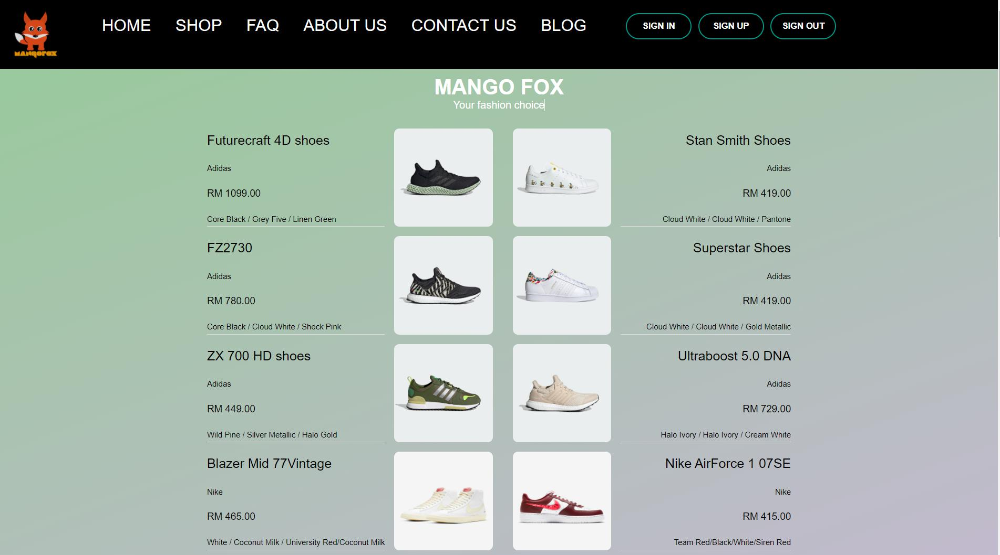 MANGOFOX
HOME SHOP FAQ ABOUT US CONTACT US BLOG SIGN IN SIGN UP SIGN OUT
MANGO FOX
Your fashion choice
Futurecraft 4D shoes
Adidas
RM 1099.00
Core Black / Grey Five / Linen Green
Stan Smith Shoes
Adidas
RM 419.00
Cloud White / Cloud White / Pantone
FZ2730
Adidas
RM 780.00
Core Black / Cloud White / Shock Pink
Superstar Shoes
Adidas
RM 419.00
Cloud White / Cloud White / Gold Metallic
ZX 700 HD shoes
Adidas
RM 449.00
Wild Pine / Silver Metallic / Halo Gold
Ultraboost 5.0 DNA
Adidas
RM 729.00
Halo Ivory / Halo Ivory / Cream White
Blazer Mid 77Vintage
Nike
RM 465.00
White / Coconut Milk / University Red/Coconut Milk
Nike AirForce 1 07SE
Nike
RM 415.00
Team Red/Black/White/Siren Red